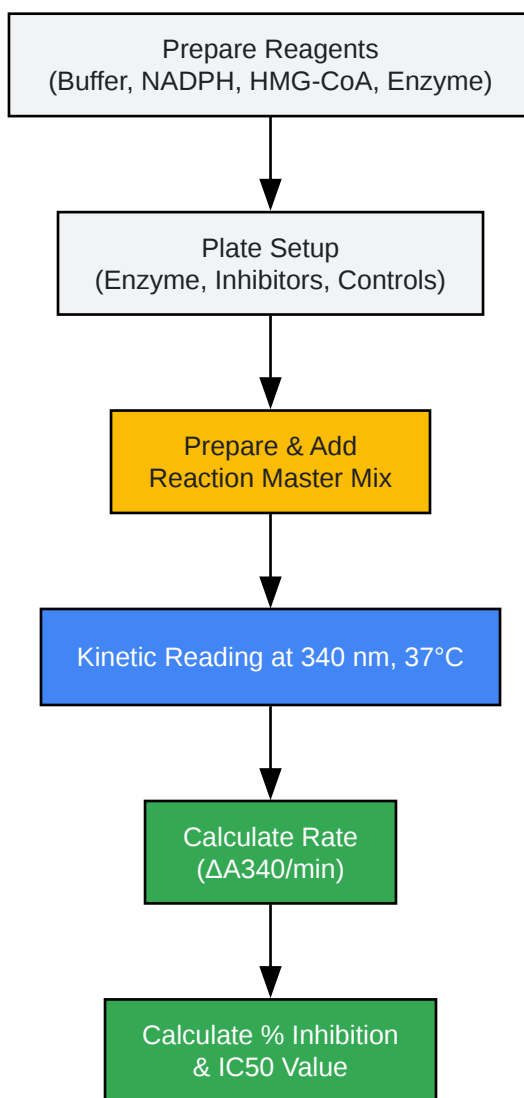 Prepare Reagents
(Buffer, NADPH, HMG-CoA, Enzyme)
Plate Setup
(Enzyme, Inhibitors, Controls)
Prepare & Add
Reaction Master Mix
Kinetic Reading at 340 nm, 37°C
Calculate Rate
(ΔA340/min)
Calculate % Inhibition
& IC50 Value